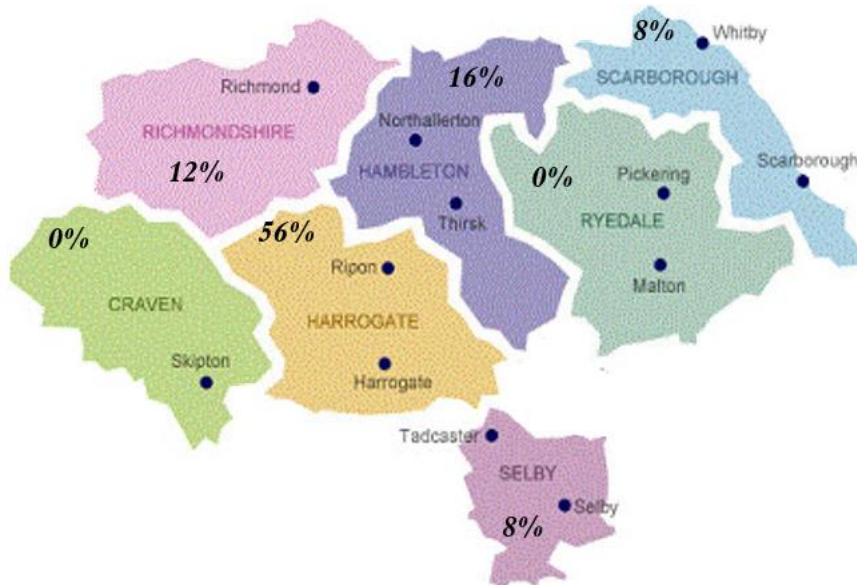 8%
Whitby
SCARBOROUGH
Scarborough
16%
Northallerton
HAMBLETON
Thirsk
Richmond
RICHMONDSHIRE
12%
0%
Pickering
RYEDALE
Malton
0%
CRAVEN
Skipton
56%
Ripon
HARROGATE
Harrogate
Tadcaster
SELBY
Selby
8%